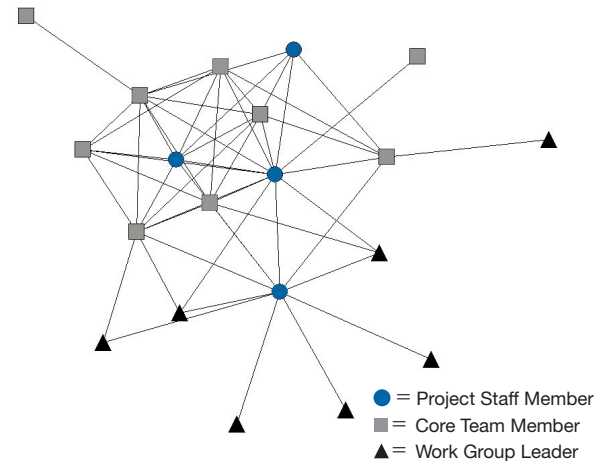 = Project Staff Member
= Core Team Member
= Work Group Leader